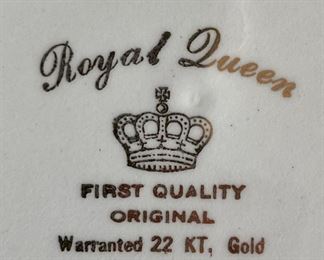 Royal Queen
FIRST QUALITY
ORIGINAL
Warranted 22 KT, Gold